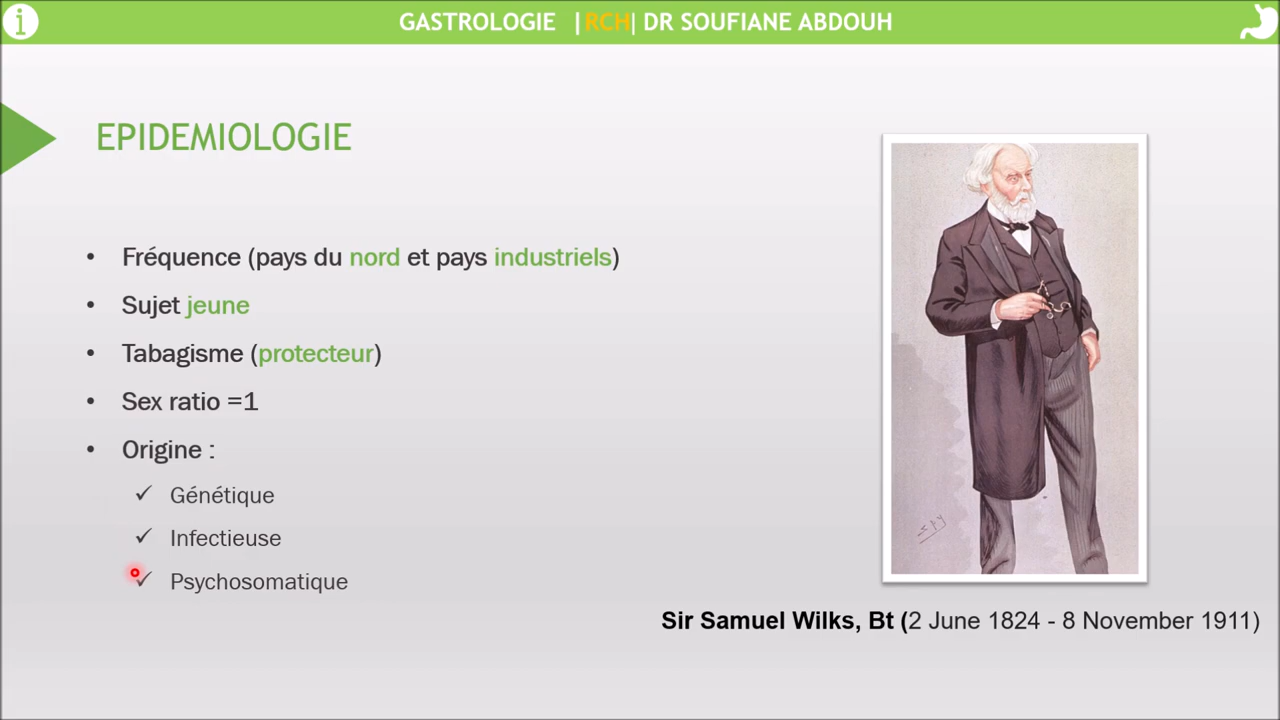 GASTROLOGIE |RCH| DR SOUFIANE ABDOUH
EPIDEMIOLOGIE
• Fréquence (pays du nord et pays industriels)
• Sujet jeune
• Tabagisme (protecteur)
• Sex ratio =1
• Origine :
✓ Génétique
✓ Infectieuse
✓ Psychosomatique
Spy
Sir Samuel Wilks, Bt (2 June 1824 - 8 November 1911)